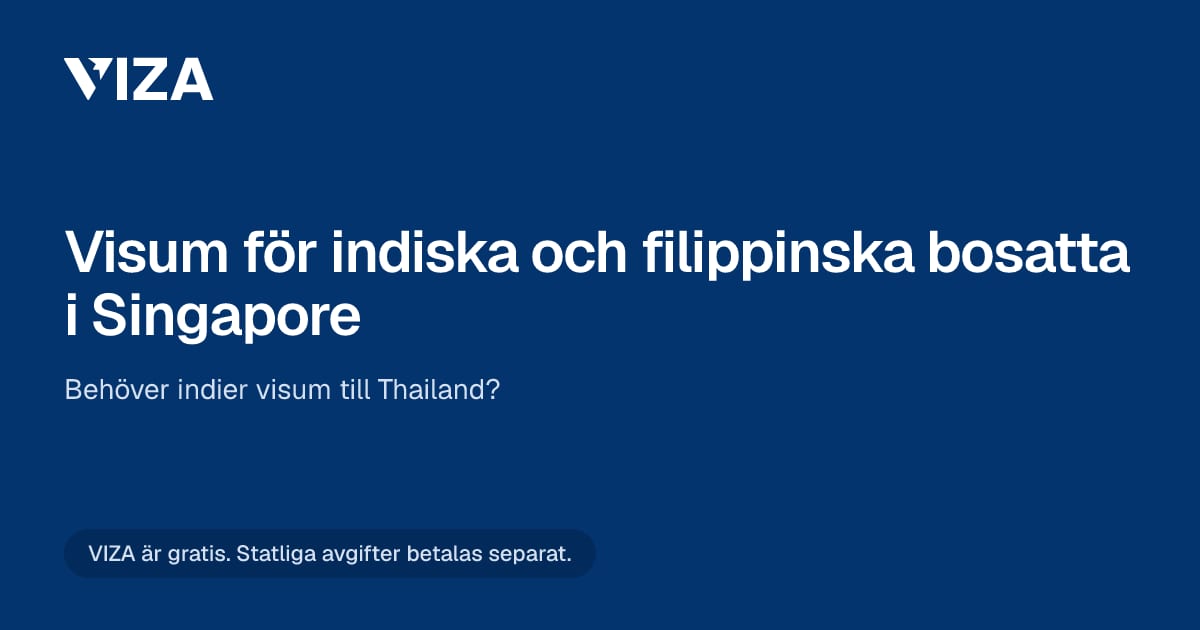 VIZA
Visum för indiska och filippinska bosatta
i Singapore
Behöver indier visum till Thailand?
VIZA är gratis. Statliga avgifter betalas separat.